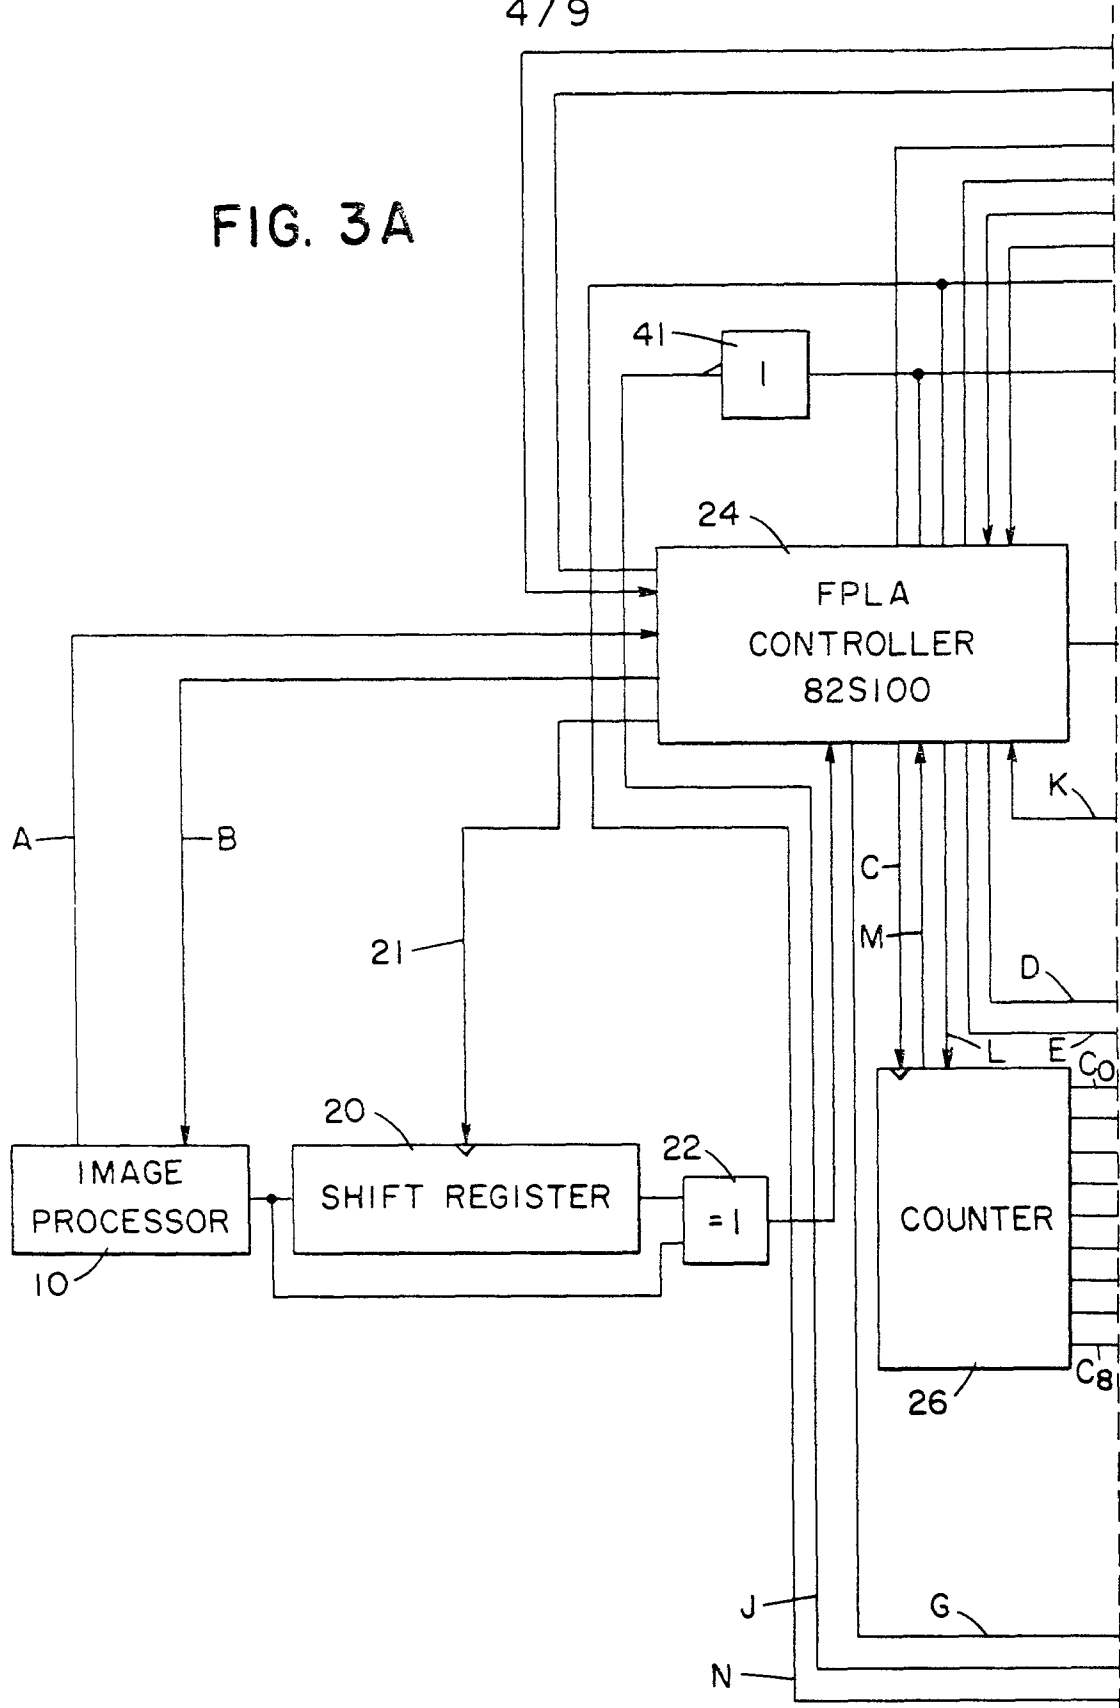 4/9
FIG. 3A
41
1
24
FPLA
CONTROLLER
82S100
K
A
B
C
21
M
D
L
E
C0
20
22
IMAGE
PROCESSOR
SHIFT REGISTER
=1
COUNTER
10
C8
26
J
G
N